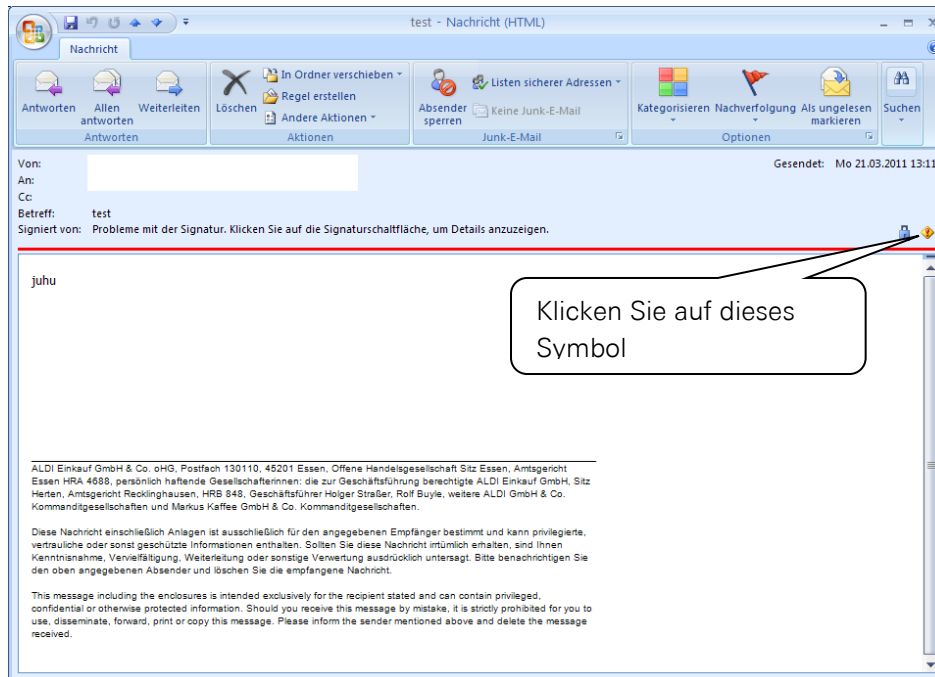 test - Nachricht (HTML)
Nachricht
Antworten
Allen antworten
Weiterleiten
Antworten
Löschen
In Ordner verschieben
Regel erstellen
Andere Aktionen
Aktionen
Absender sperren
Listen sicherer Adressen
Keine Junk-E-Mail
Junk-E-Mail
Kategorisieren
Nachverfolgung
Als ungelesen markieren
Optionen
Suchen
Von:
Gesendet: Mo 21.03.2011 13:11
An:
Cc:
Betreff: test
Signiert von: Probleme mit der Signatur. Klicken Sie auf die Signaturschaltfläche, um Details anzuzeigen.
juhu
Klicken Sie auf dieses
Symbol
ALDI Einkauf GmbH & Co. oHG, Postfach 130110, 45201 Essen, Offene Handelsgesellschaft Sitz Essen, Amtsgericht
Essen HRA 4688, persönlich haftende Gesellschafterinnen: die zur Geschäftsführung berechtigte ALDI GmbH, Sitz
Herten, Amtsgericht Recklinghausen, HRB 848, Geschäftsführer Holger Straßer, Rolf Buyle, weitere ALDI GmbH & Co.
Kommanditgesellschaften und Markus Kaffee GmbH & Co. Kommanditgesellschaften.
Diese Nachricht einschließlich Anlagen ist ausschließlich für den angegebenen Empfänger bestimmt und kann privilegierte,
vertrauliche oder sonst geschützte Informationen enthalten. Sollten Sie diese Nachricht irrtümlich erhalten, sind Ihnen
Kenntnisnahme, Vervielfältigung, Weiterleitung oder sonstige Verwertung ausdrücklich untersagt. Bitte benachrichtigen Sie
den oben angegebenen Absender und löschen Sie die empfangene Nachricht.
This message including the enclosures is intended exclusively for the recipient stated and can contain privileged,
confidential or otherwise protected information. Should you receive this message by mistake, it is strictly prohibited for you to
use, disseminate, forward, print or copy this message. Please inform the sender mentioned above and delete the message
received.